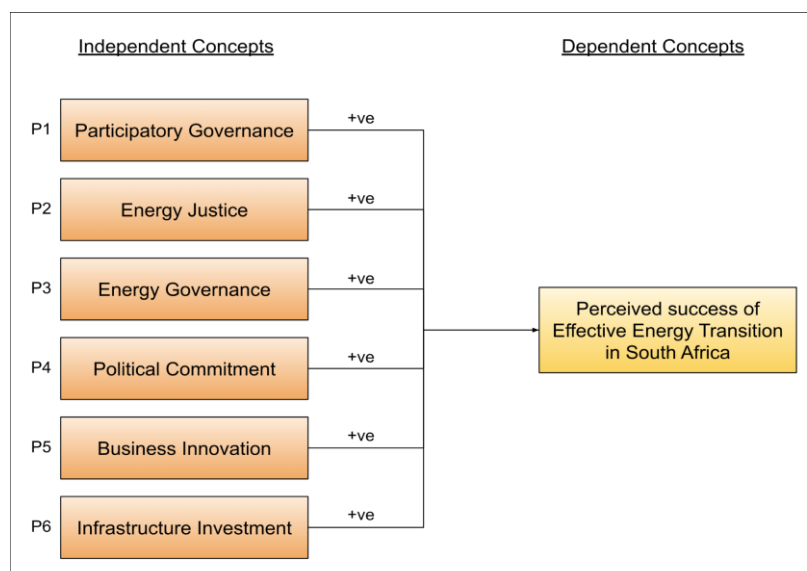 Independent Concepts
Dependent Concepts
P1
Participatory Governance
+ve
P2
Energy Justice
+ve
P3
Energy Governance
+ve
P4
Political Commitment
+ve
P5
Business Innovation
+ve
P6
Infrastructure Investment
+ve
Perceived success of
Effective Energy Transition
in South Africa